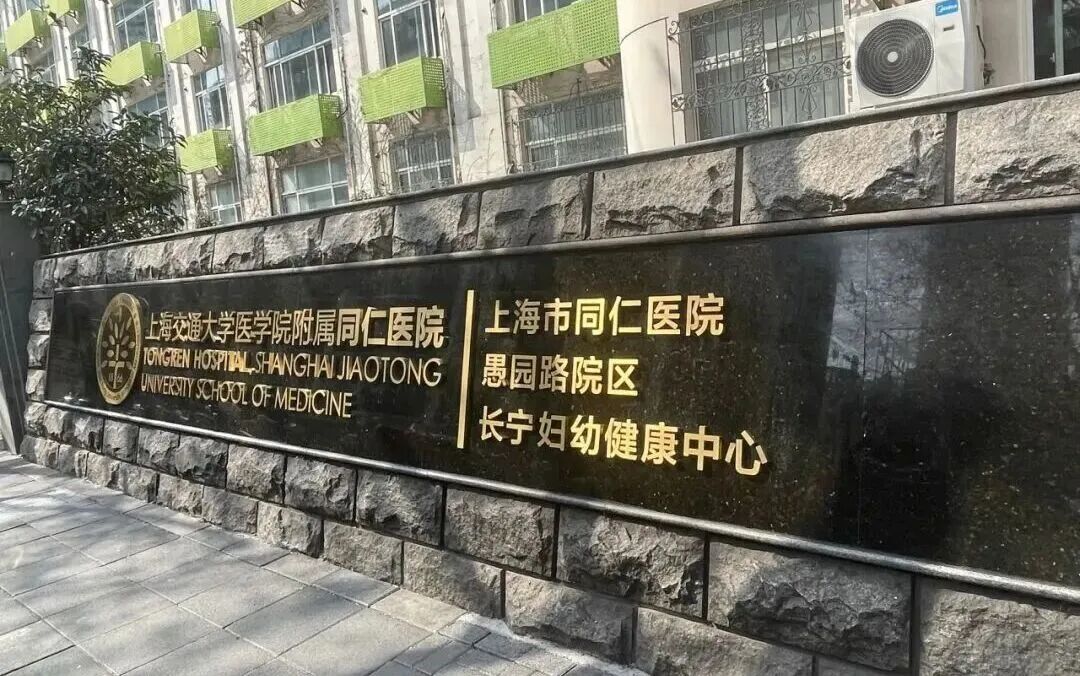 上海交通大学医学院附属同仁医院
TONGREN HOSPITAL, SHANGHAI JIAOTONG
UNIVERSITY SCHOOL OF MEDICINE
上海市同仁医院
愚园路院区
长宁妇幼健康中心
Midea